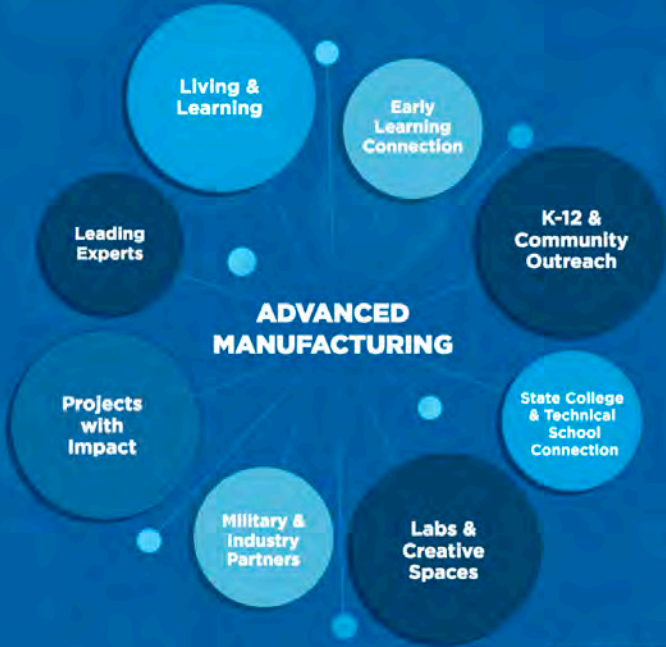 Living &
Learning
Early
Learning
Connection
Leading
Experts
K-12 &
Community
Outreach
ADVANCED
MANUFACTURING
Projects
with
Impact
State College
& Technical
School
Connection
Military &
Industry
Partners
Labs &
Creative
Spaces